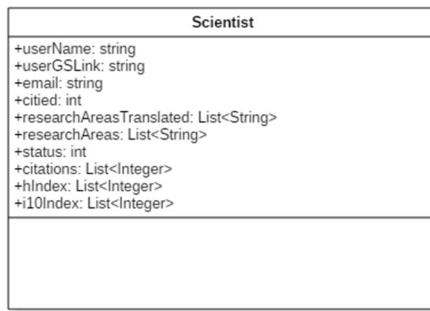 Scientist
+userName: string
+userGSLink: string
+email: string
+citied: int
+researchAreasTranslated: List<String>
+researchAreas: List<String>
+status: int
+citations: List<Integer>
+hIndex: List<Integer>
+i10Index: List<Integer>